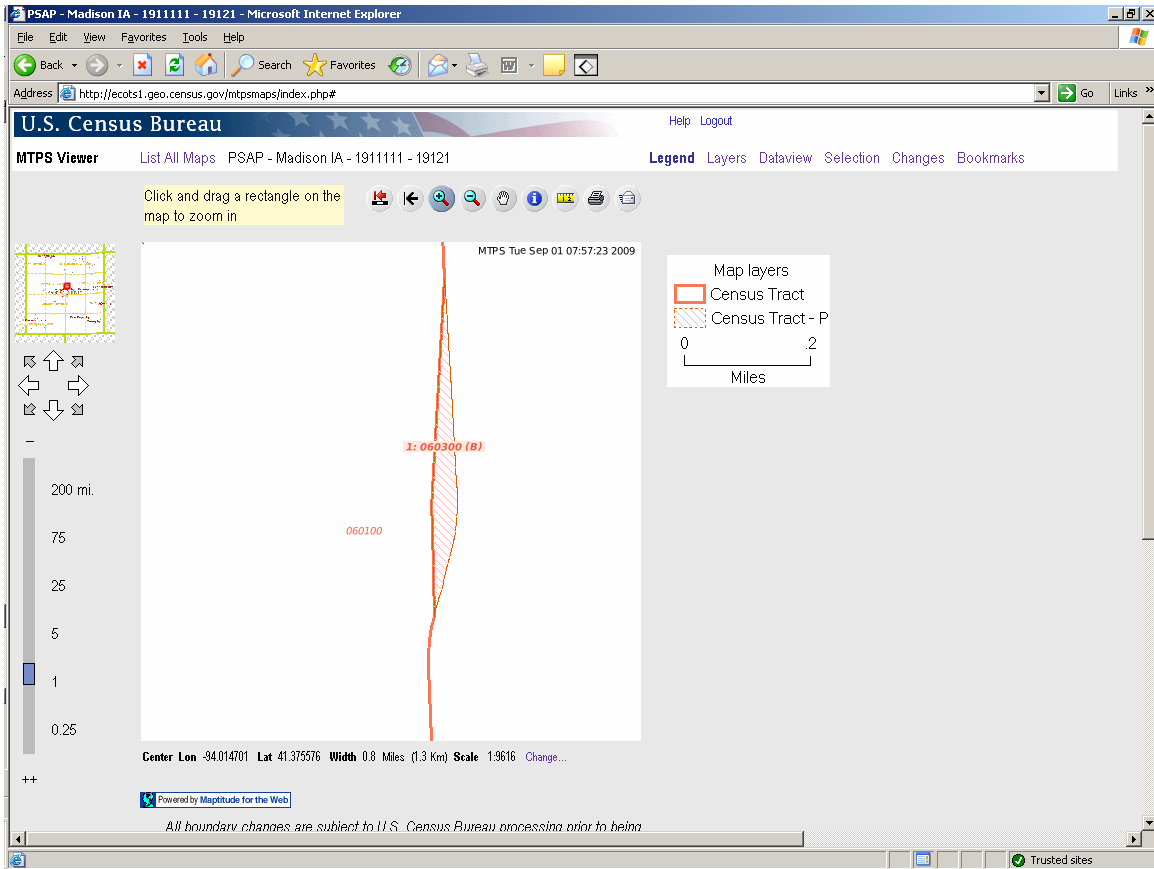 PSAP - Madison IA - 1911111 - 19121 - Microsoft Internet Explorer
File Edit View Favorites Tools Help
Back Search Favorites
Address http://ecots1.geo.census.gov/mtpsmaps/index.php# Go Links »
U.S. Census Bureau Help Logout
MTPS Viewer List All Maps PSAP - Madison IA - 1911111 - 19121 Legend Layers Dataview Selection Changes Bookmarks
Click and drag a rectangle on the
map to zoom in
MTPS Tue Sep 01 07:57:23 2009
Map layers
Census Tract
Census Tract - P
0 .2
Miles
1: 060300 (B)
060100
−
200 mi.
75
25
5
1
0.25
++
Center Lon -94.014701 Lat 41.375576 Width 0.8 Miles (1.3 Km) Scale 1:9616 Change...
Powered by Maptitude for the Web
All boundary changes are subject to U.S. Census Bureau processing prior to being
Trusted sites